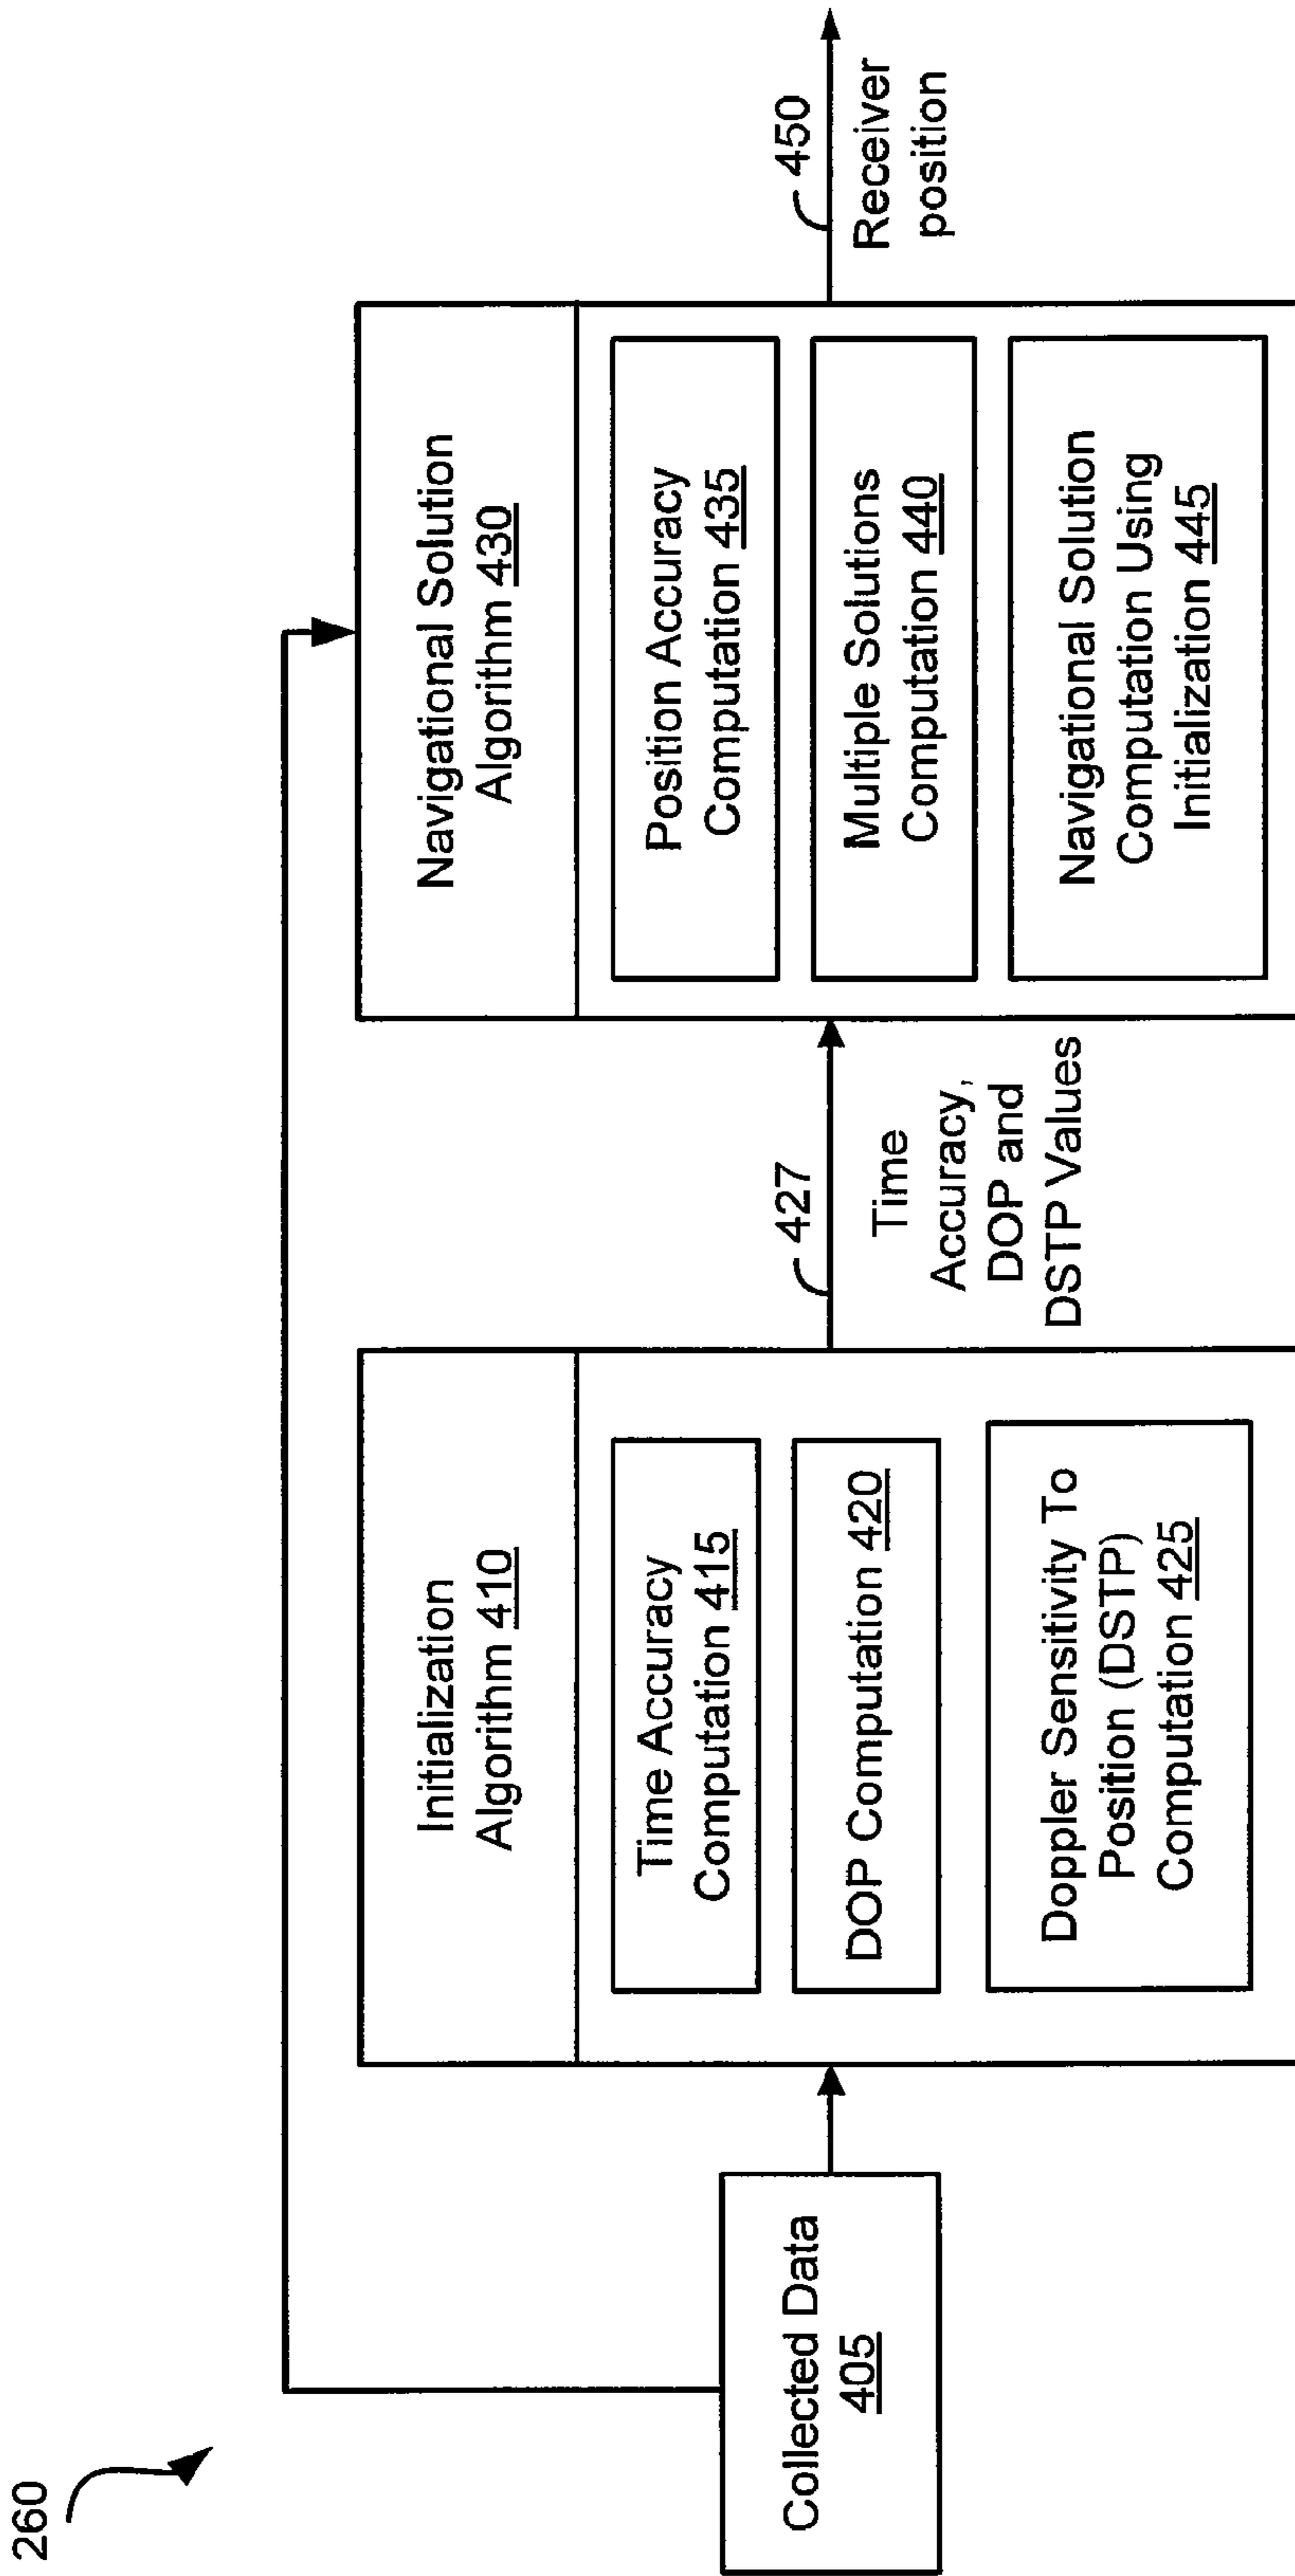 260
Collected Data
405
Initialization
Algorithm 410
Time Accuracy
Computation 415
DOP Computation 420
Doppler Sensitivity To
Position (DSTP)
Computation 425
427
Time
Accuracy,
DOP and
DSTP Values
Navigational Solution
Algorithm 430
Position Accuracy
Computation 435
Multiple Solutions
Computation 440
Navigational Solution
Computation Using
Initialization 445
450
Receiver
position